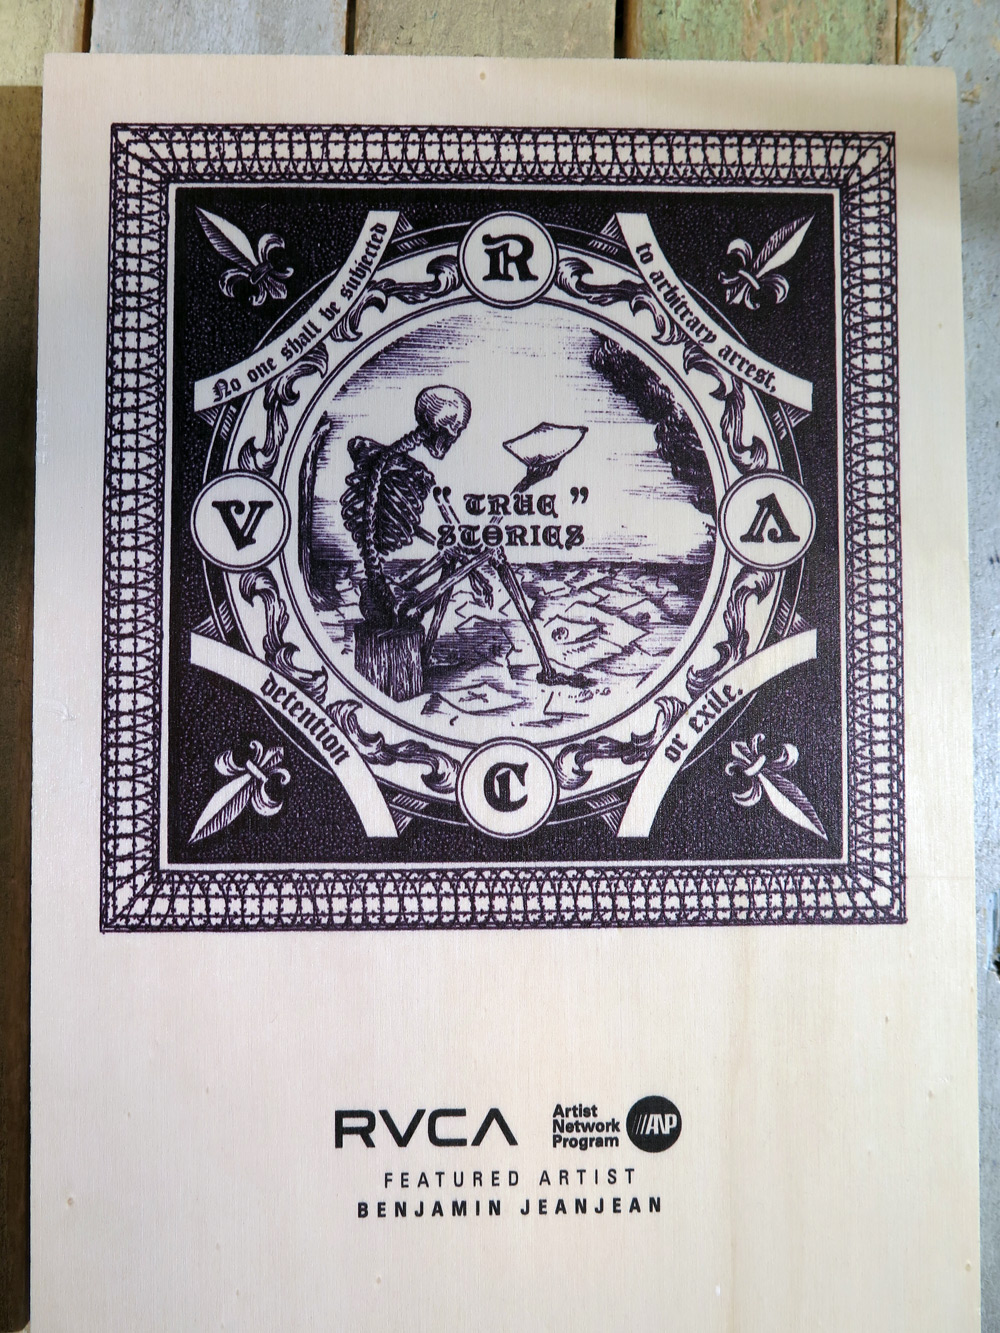 R
No one shall be subjected
to arbitrary arrest,
V
A
“ TRUE ”
STORIES
detention
or exile.
C
RVCA
Artist
Network
Program
ANP
FEATURED ARTIST
BENJAMIN JEANJEAN